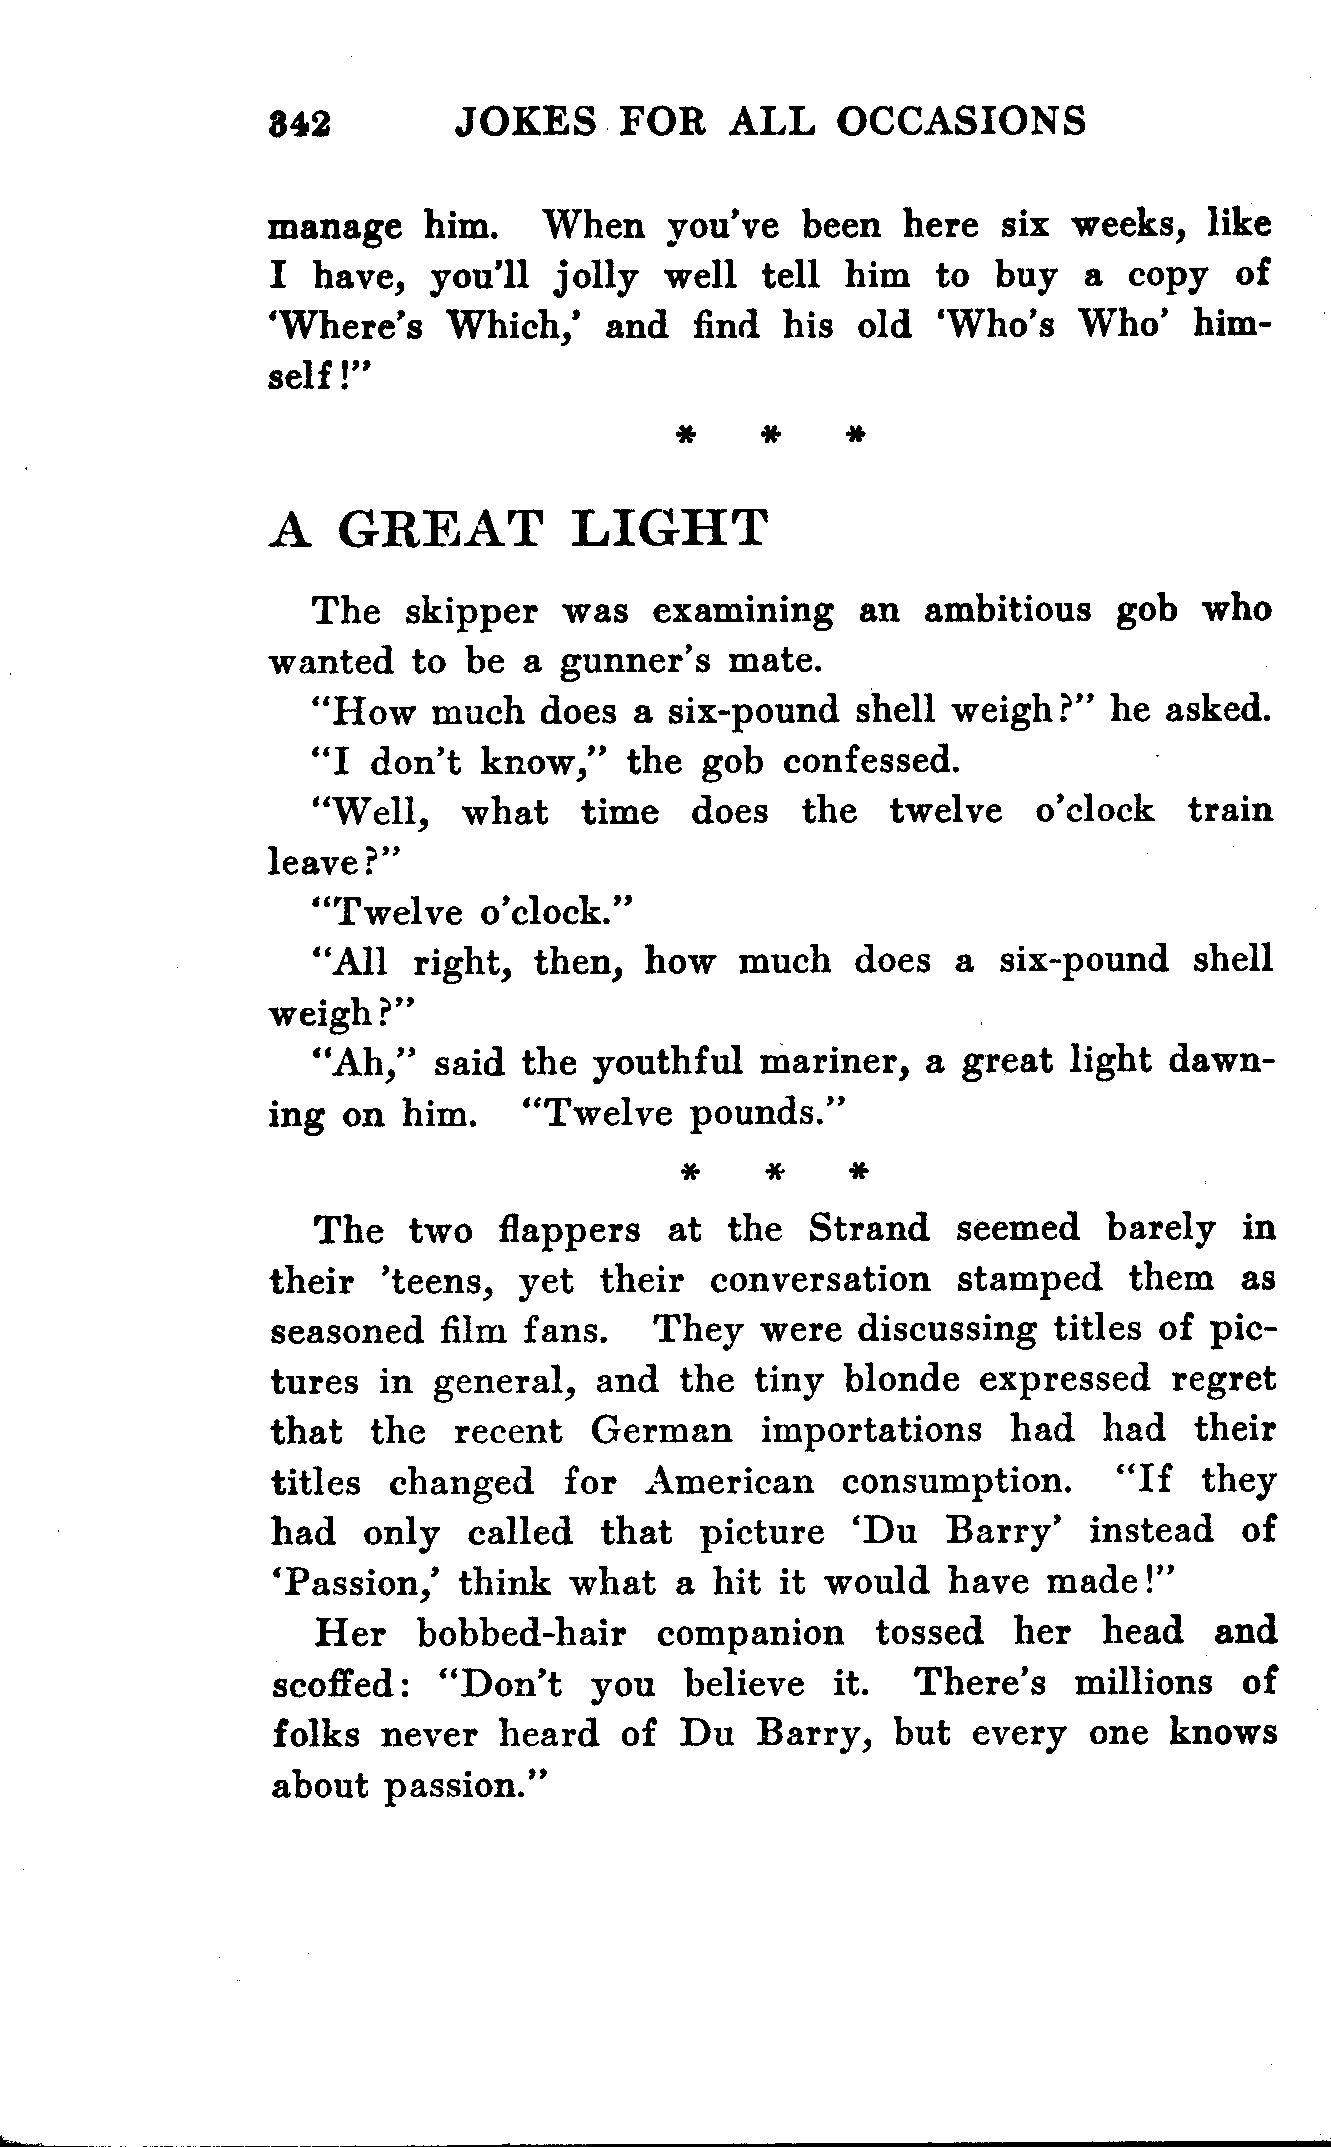 342 JOKES FOR ALL OCCASIONS
manage him. When you've been here six weeks, like
I have, you'll jolly well tell him to buy a copy of
'Where's Which,' and find his old 'Who's Who' him-
self!"
* * *
A GREAT LIGHT
The skipper was examining an ambitious gob who
wanted to be a gunner's mate.
"How much does a six-pound shell weigh?" he asked.
"I don't know," the gob confessed.
"Well, what time does the twelve o'clock train
leave?"
"Twelve o'clock."
"All right, then, how much does a six-pound shell
weigh?"
"Ah," said the youthful mariner, a great light dawn-
ing on him. "Twelve pounds."
* * *
The two flappers at the Strand seemed barely in
their 'teens, yet their conversation stamped them as
seasoned film fans. They were discussing titles of pic-
tures in general, and the tiny blonde expressed regret
that the recent German importations had had their
titles changed for American consumption. "If they
had only called that picture 'Du Barry' instead of
'Passion,' think what a hit it would have made!"
Her bobbed-hair companion tossed her head and
scoffed: "Don't you believe it. There's millions of
folks never heard of Du Barry, but every one knows
about passion."